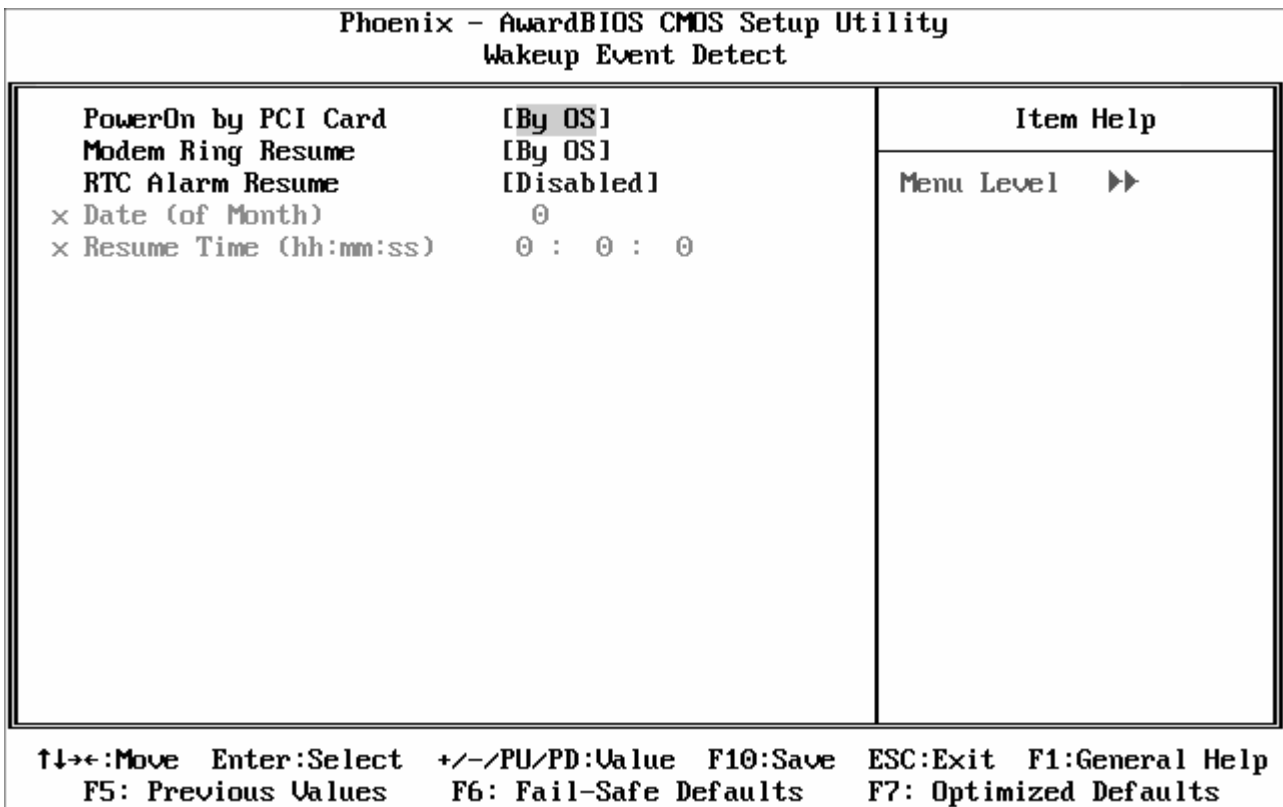 Phoenix - AwardBIOS CMOS Setup Utility
Wakeup Event Detect
PowerOn by PCI Card [By OS]
Modem Ring Resume [By OS]
RTC Alarm Resume [Disabled]
x Date (of Month) 0
x Resume Time (hh:mm:ss) 0 : 0 : 0
Item Help
Menu Level ▶▶
↑↓→←:Move Enter:Select +/-/PU/PD:Value F10:Save ESC:Exit F1:General Help
F5: Previous Values F6: Fail-Safe Defaults F7: Optimized Defaults